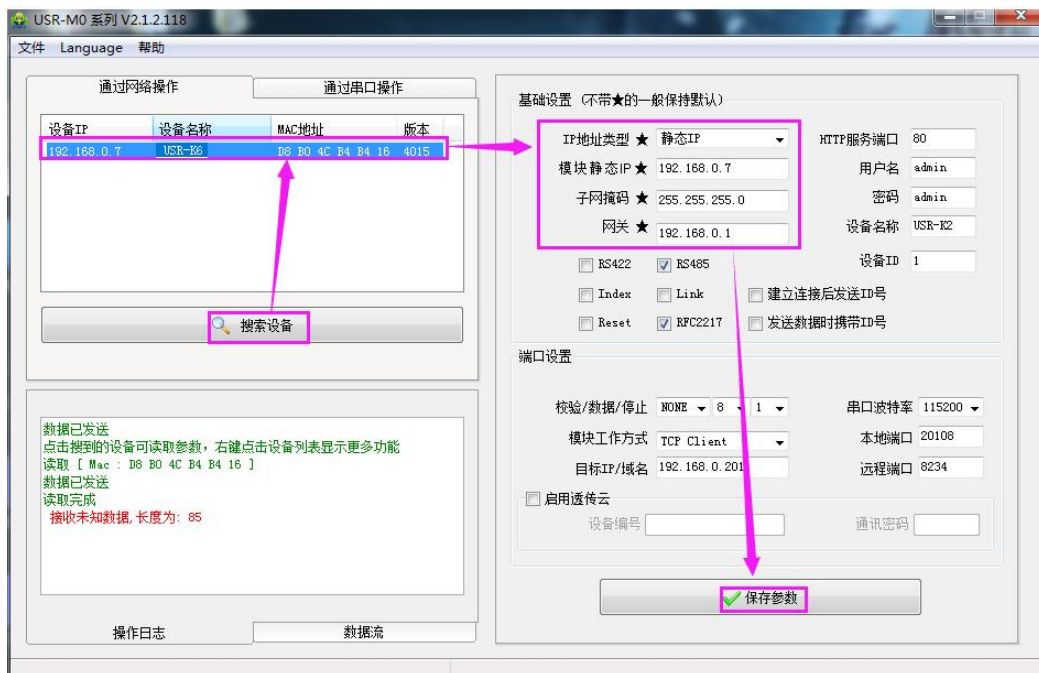 USR-M0 系列 V2.1.2.118
文件 Language 帮助
通过网络操作 通过串口操作
设备IP 设备名称 MAC地址 版本
192.168.0.7 USR-K6 D8 B0 4C B4 B4 16 4015
搜索设备
数据已发送
点击搜到的设备可读取参数，右键点击设备列表显示更多功能
读取 [ Mac : D8 B0 4C B4 B4 16 ]
数据已发送
读取完成
接收未知数据,长度为: 85
操作日志 数据流
基础设置 (不带★的一般保持默认)
IP地址类型 ★ 静态IP HTTP服务端口 80
模块静态IP★ 192.168.0.7 用户名 admin
子网掩码 ★ 255.255.255.0 密码 admin
网关 ★ 192.168.0.1 设备名称 USR-K2
RS422 RS485 设备ID 1
Index Link 建立连接后发送ID号
Reset RFC2217 发送数据时携带ID号
端口设置
校验/数据/停止 NONE 8 1 串口波特率 115200
模块工作方式 TCP Client 本地端口 20108
目标IP/域名 192.168.0.201 远程端口 8234
启用透传云
设备编号 通讯密码
保存参数